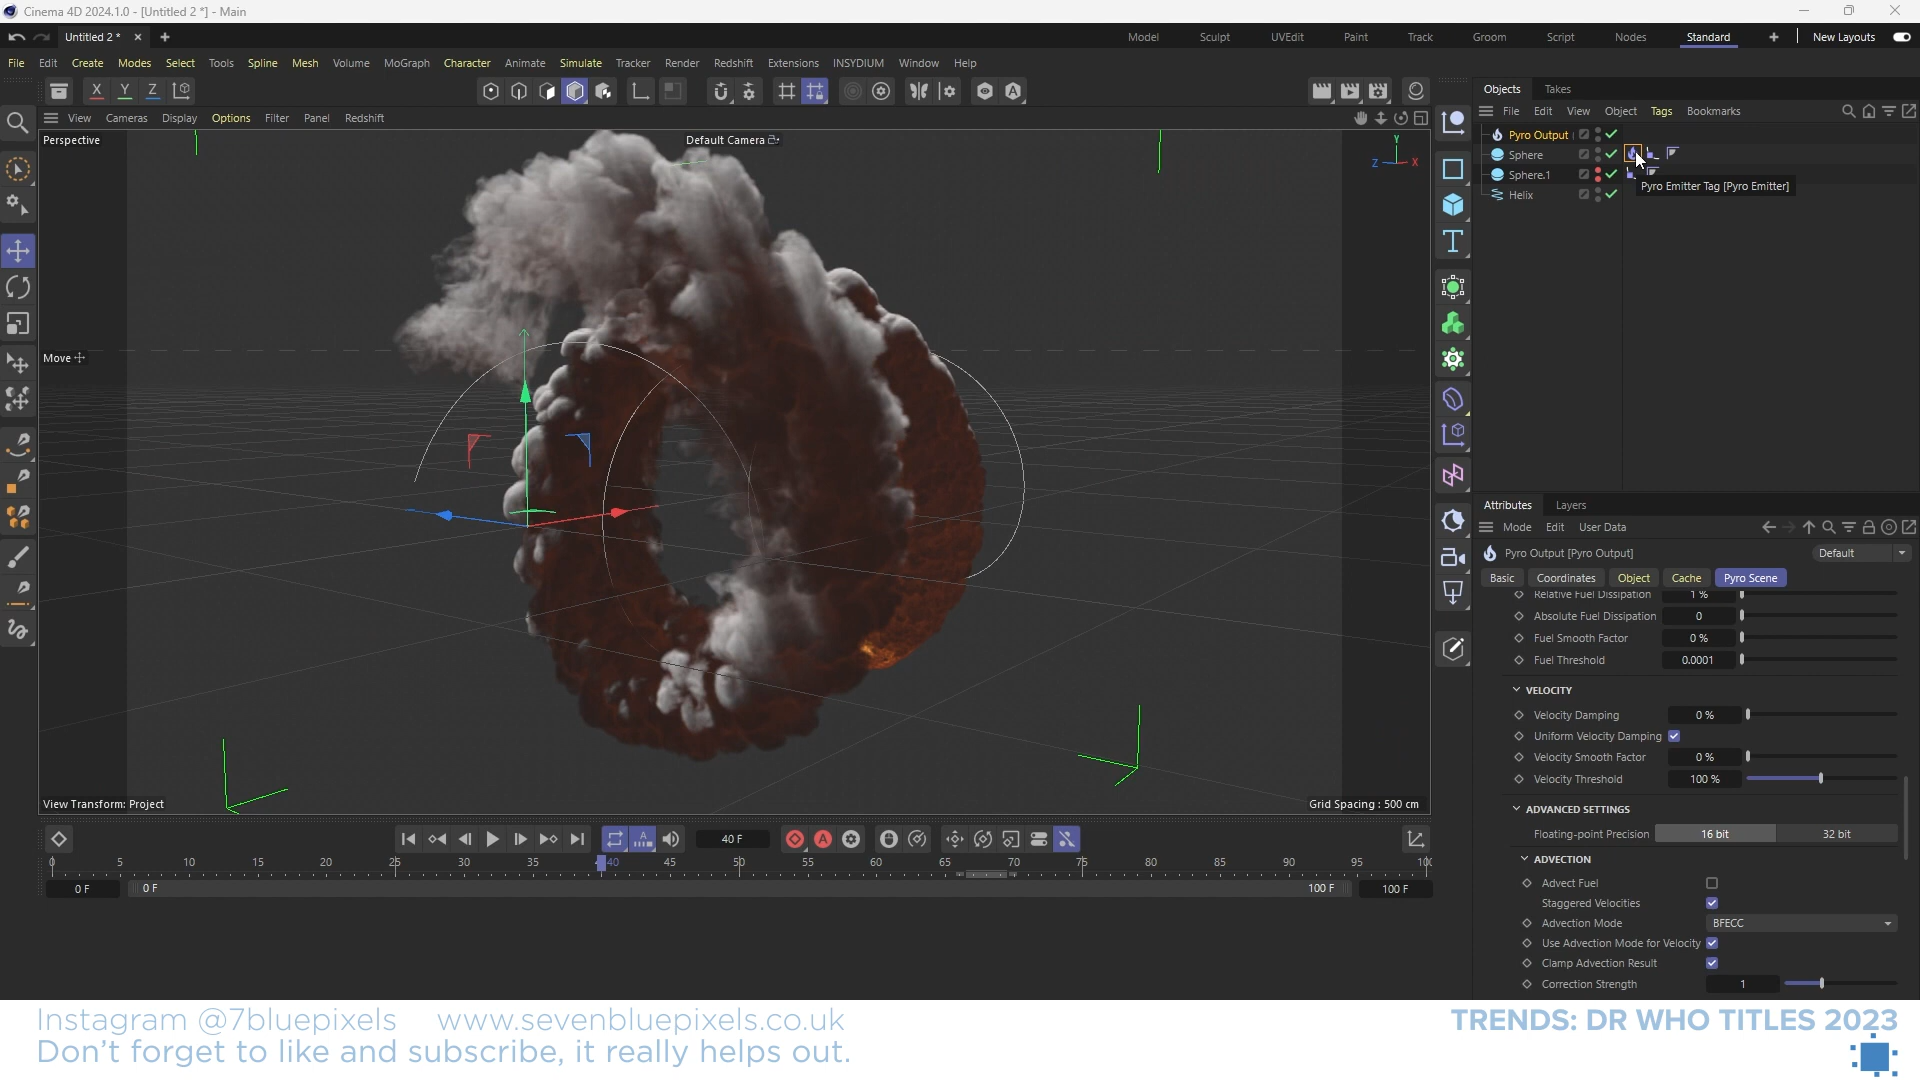 Cinema 4D 2024.1.0 - [Untitled 2 *] - Main
Untitled 2 *
Model Sculpt UVEdit Paint Track Groom Script Nodes Standard New Layouts
File Edit Create Modes Select Tools Spline Mesh Volume MoGraph Character Animate Simulate Tracker Render Redshift Extensions INSYDIUM Window Help
X Y Z
View Cameras Display Options Filter Panel Redshift
Perspective
Default Camera
Y
Z X
Move
View Transform: Project
Grid Spacing : 500 cm
40 F
0 5 10 15 20 25 30 35 40 45 50 55 60 65 70 75 80 85 90 95 100
0 F 0 F 100 F 100 F
Objects Takes
File Edit View Object Tags Bookmarks
Pyro Output
Sphere
Sphere.1
Pyro Emitter Tag [Pyro Emitter]
Helix
Attributes Layers
Mode Edit User Data
Pyro Output [Pyro Output] Default
Basic Coordinates Object Cache Pyro Scene
Relative Fuel Dissipation 1 %
Absolute Fuel Dissipation 0
Fuel Smooth Factor 0 %
Fuel Threshold 0.0001
VELOCITY
Velocity Damping 0 %
Uniform Velocity Damping
Velocity Smooth Factor 0 %
Velocity Threshold 100 %
ADVANCED SETTINGS
Floating-point Precision 16 bit 32 bit
ADVECTION
Advect Fuel
Staggered Velocities
Advection Mode BFECC
Use Advection Mode for Velocity
Clamp Advection Result
Correction Strength 1
Instagram @7bluepixels www.sevenbluepixels.co.uk
Don't forget to like and subscribe, it really helps out.
TRENDS: DR WHO TITLES 2023